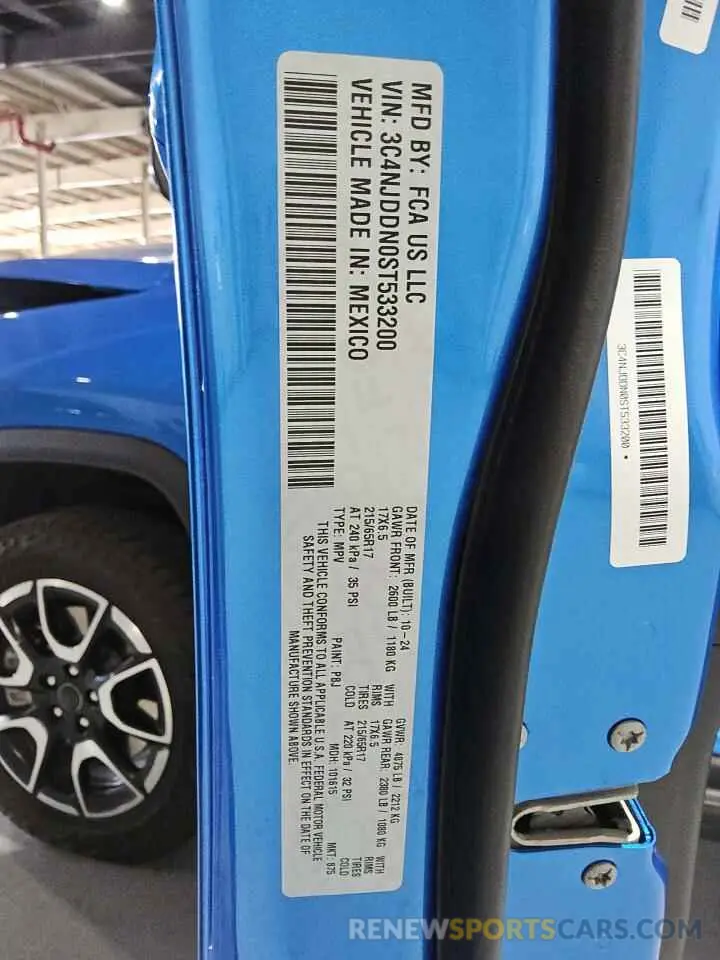 MFD BY: FCA US LLC
VIN: 3C4NJDDN0ST533200
VEHICLE MADE IN: MEXICO
DATE OF MFR (BUILT): 10-24 GVWR: 4875 LB / 2212 KG
GAWR FRONT: 2600 LB / 1180 KG WITH GAWR REAR: 2380 LB / 1080 KG WITH
17X6.5 RIMS 17X6.5 RIMS
215/65R17 TIRES 215/65R17 TIRES
AT 240 kPa / 35 PSI COLD AT 220 kPa / 32 PSI COLD
TYPE: MPV PAINT: PBJ MDH: 101615 MKT: 675
THIS VEHICLE CONFORMS TO ALL APPLICABLE U.S.A. FEDERAL MOTOR VEHICLE
SAFETY AND THEFT PREVENTION STANDARDS IN EFFECT ON THE DATE OF
MANUFACTURE SHOWN ABOVE.
3C4NJDDN0ST533200 •
RENEWSPORTSCARS.COM